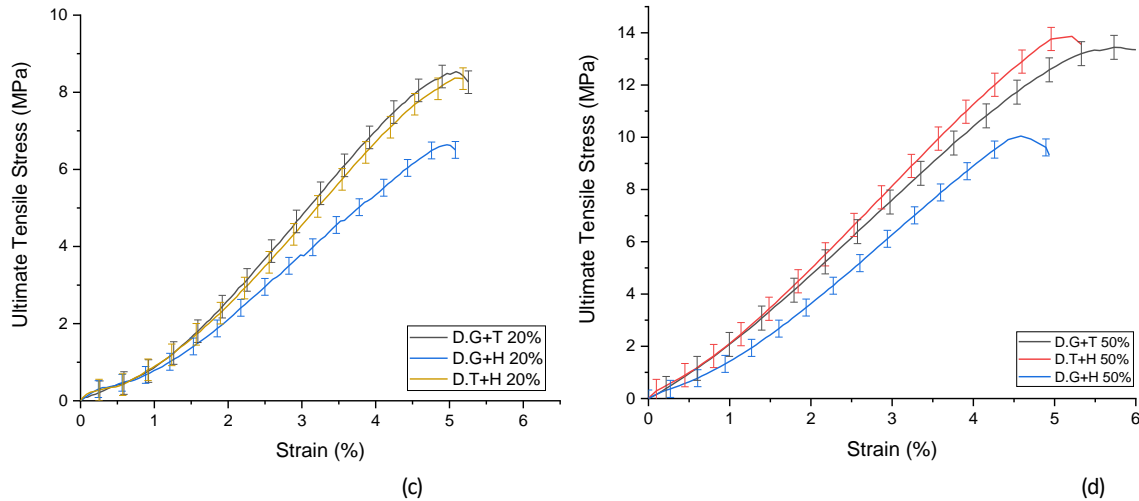 10
8
6
4
2
0
Ultimate Tensile Stress (MPa)
0 1 2 3 4 5 6
Strain (%)
D.G+T 20%
D.G+H 20%
D.T+H 20%
(c)
14
12
10
8
6
4
2
0
Ultimate Tensile Stress (MPa)
0 1 2 3 4 5 6
Strain (%)
D.G+T 50%
D.T+H 50%
D.G+H 50%
(d)